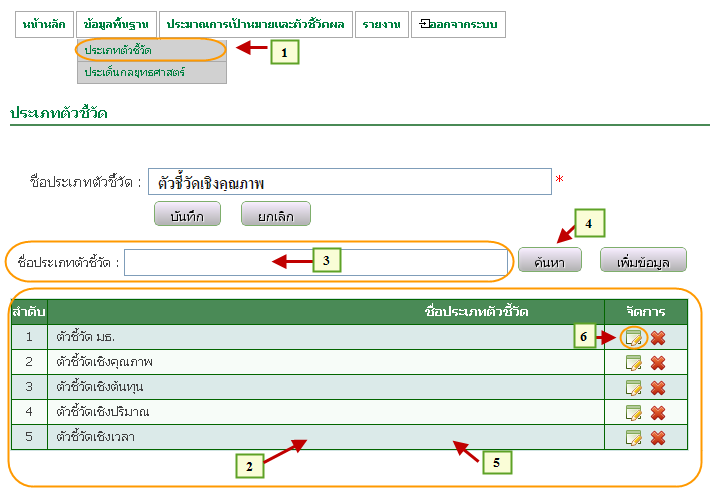 หน้าหลัก ข้อมูลพื้นฐาน ประมาณการเป้าหมายและตัวชี้วัดผล รายงาน ออกจากระบบ
ประเภทตัวชี้วัด 1
ประเด็นกลยุทธศาสตร์
ประเภทตัวชี้วัด
ชื่อประเภทตัวชี้วัด : ตัวชี้วัดเชิงคุณภาพ *
บันทึก ยกเลิก 4
ชื่อประเภทตัวชี้วัด : 3 ค้นหา เพิ่มข้อมูล
ลำดับ ชื่อประเภทตัวชี้วัด จัดการ
1 ตัวชี้วัด มธ. 6
2 ตัวชี้วัดเชิงคุณภาพ
3 ตัวชี้วัดเชิงต้นทุน
4 ตัวชี้วัดเชิงปริมาณ
5 ตัวชี้วัดเชิงเวลา
2 5